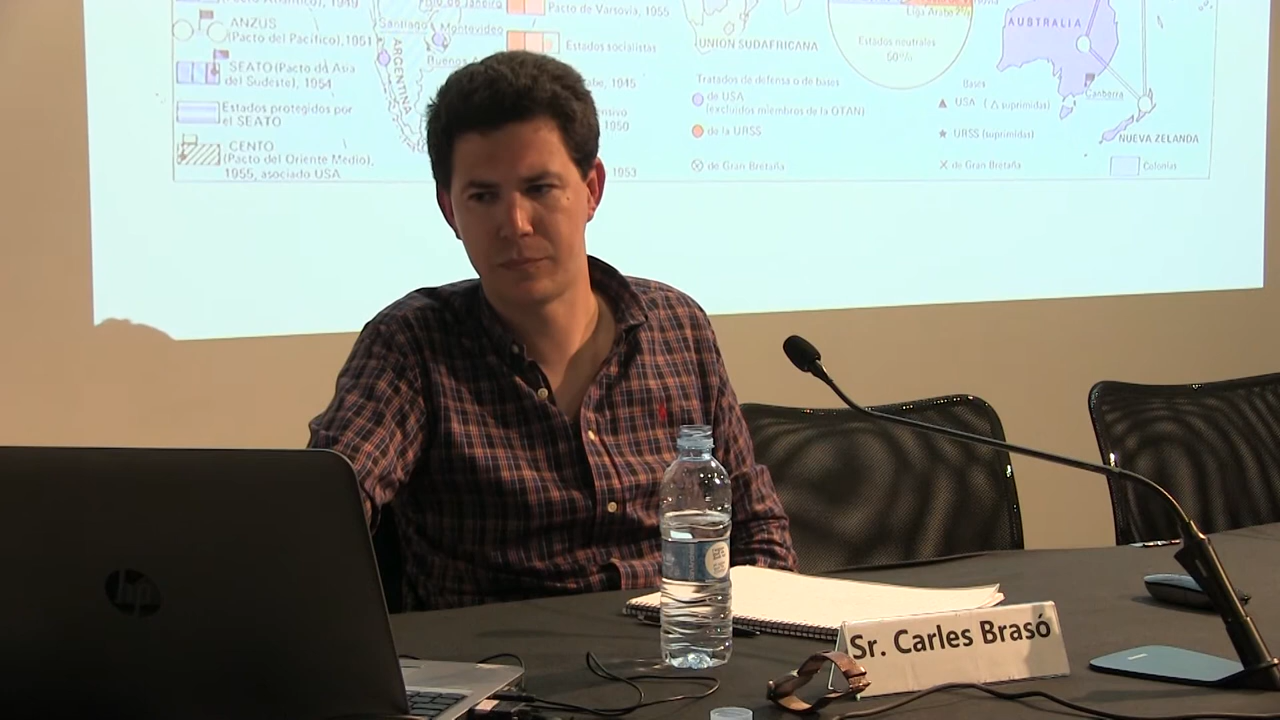 ANZUS
(Pacto del Pacífico), 1951
SEATO (Pacto de Asia
del Sudeste), 1954
Estados protegidos por
el SEATO
CENTO
(Pacto del Oriente Medio),
1955, asociado USA
Santiago
Montevideo
ARGENTINA
Pacto de Varsovia, 1955
Estados socialistas
1945
1950
1953
UNION SUDAFRICANA
Liga Arabe
Estados neutrales
Tratados de defensa o de bases
de USA
(excluidos miembros de la OTAN)
de la URSS
de Gran Bretaña
Bases
USA (△ suprimidas)
URSS (suprimidas)
de Gran Bretaña
AUSTRALIA
Canberra
NUEVA ZELANDA
Colonias
hp
Sr. Carles Brasó